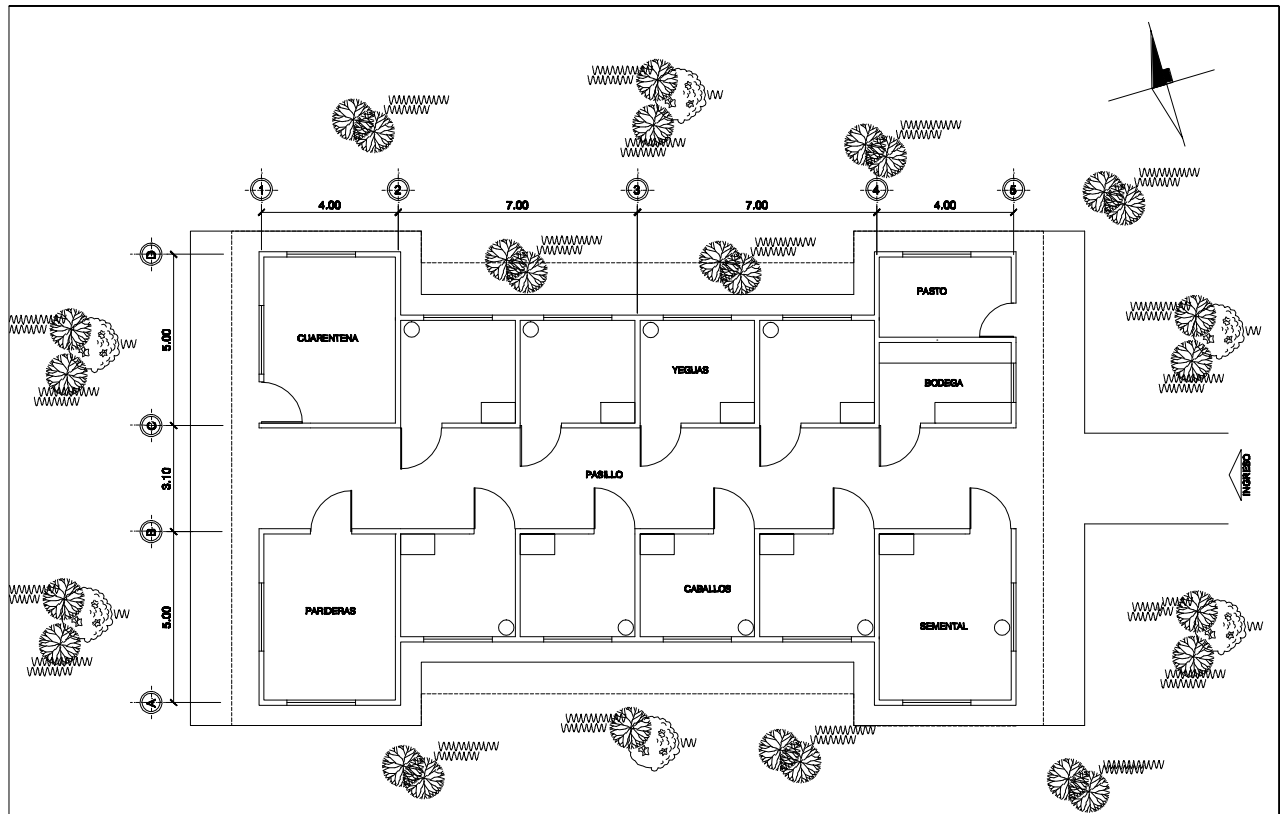 1
2
3
4
5
4.00
7.00
7.00
4.00
D
PASTO
5.00
CUARENTENA
YEGUAS
BODEGA
C
3.10
PASILLO
INGRESO
B
5.00
PARIDERAS
CABALLOS
SEMENTAL
A